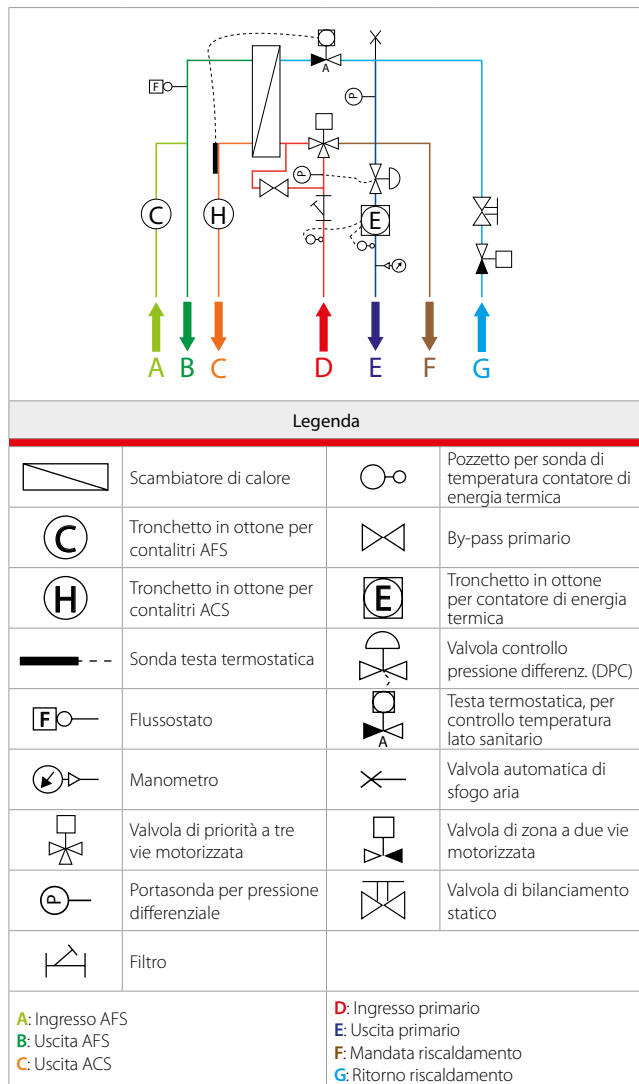 A
F
P
P
C
H
E
A B C D E F G
Legenda
Scambiatore di calore
Pozzetto per sonda di
temperatura contatore di
energia termica
C
Tronchetto in ottone per
contalitri AFS
By-pass primario
H
Tronchetto in ottone per
contalitri ACS
E
Tronchetto in ottone
per contatore di energia
termica
Sonda testa termostatica
Valvola controllo
pressione differenz. (DPC)
F
Flussostato
A
Testa termostatica, per
controllo temperatura
lato sanitario
Manometro
Valvola automatica di
sfogo aria
Valvola di priorità a tre
vie motorizzata
Valvola di zona a due vie
motorizzata
P
Portasonda per pressione
differenziale
Valvola di bilanciamento
statico
Filtro
A: Ingresso AFS
B: Uscita AFS
C: Uscita ACS
D: Ingresso primario
E: Uscita primario
F: Mandata riscaldamento
G: Ritorno riscaldamento